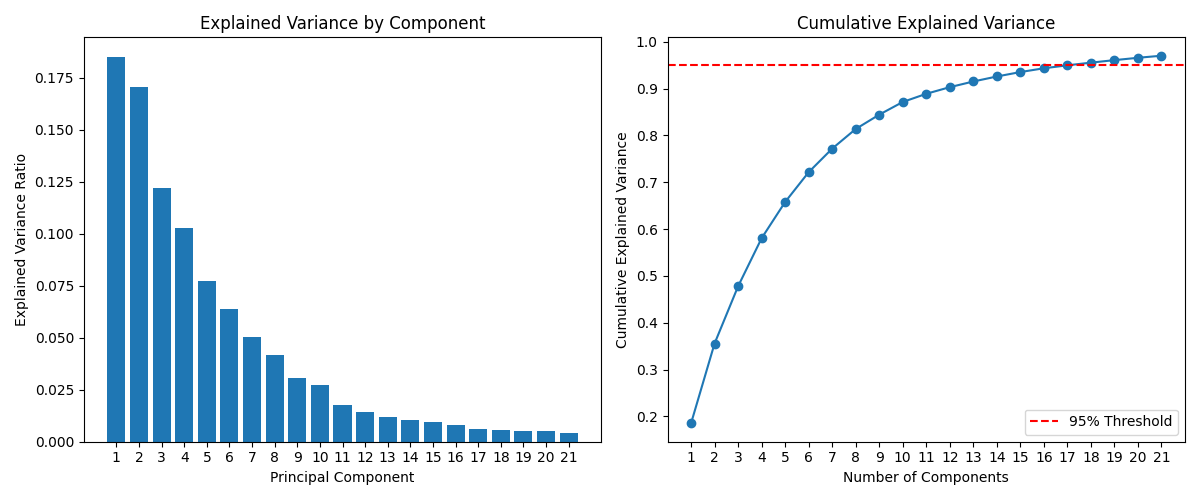 Explained Variance by Component
Explained Variance Ratio
0.175
0.150
0.125
0.100
0.075
0.050
0.025
0.000
1 2 3 4 5 6 7 8 9 10 11 12 13 14 15 16 17 18 19 20 21
Principal Component
Cumulative Explained Variance
Cumulative Explained Variance
1.0
0.9
0.8
0.7
0.6
0.5
0.4
0.3
0.2
95% Threshold
1 2 3 4 5 6 7 8 9 10 11 12 13 14 15 16 17 18 19 20 21
Number of Components